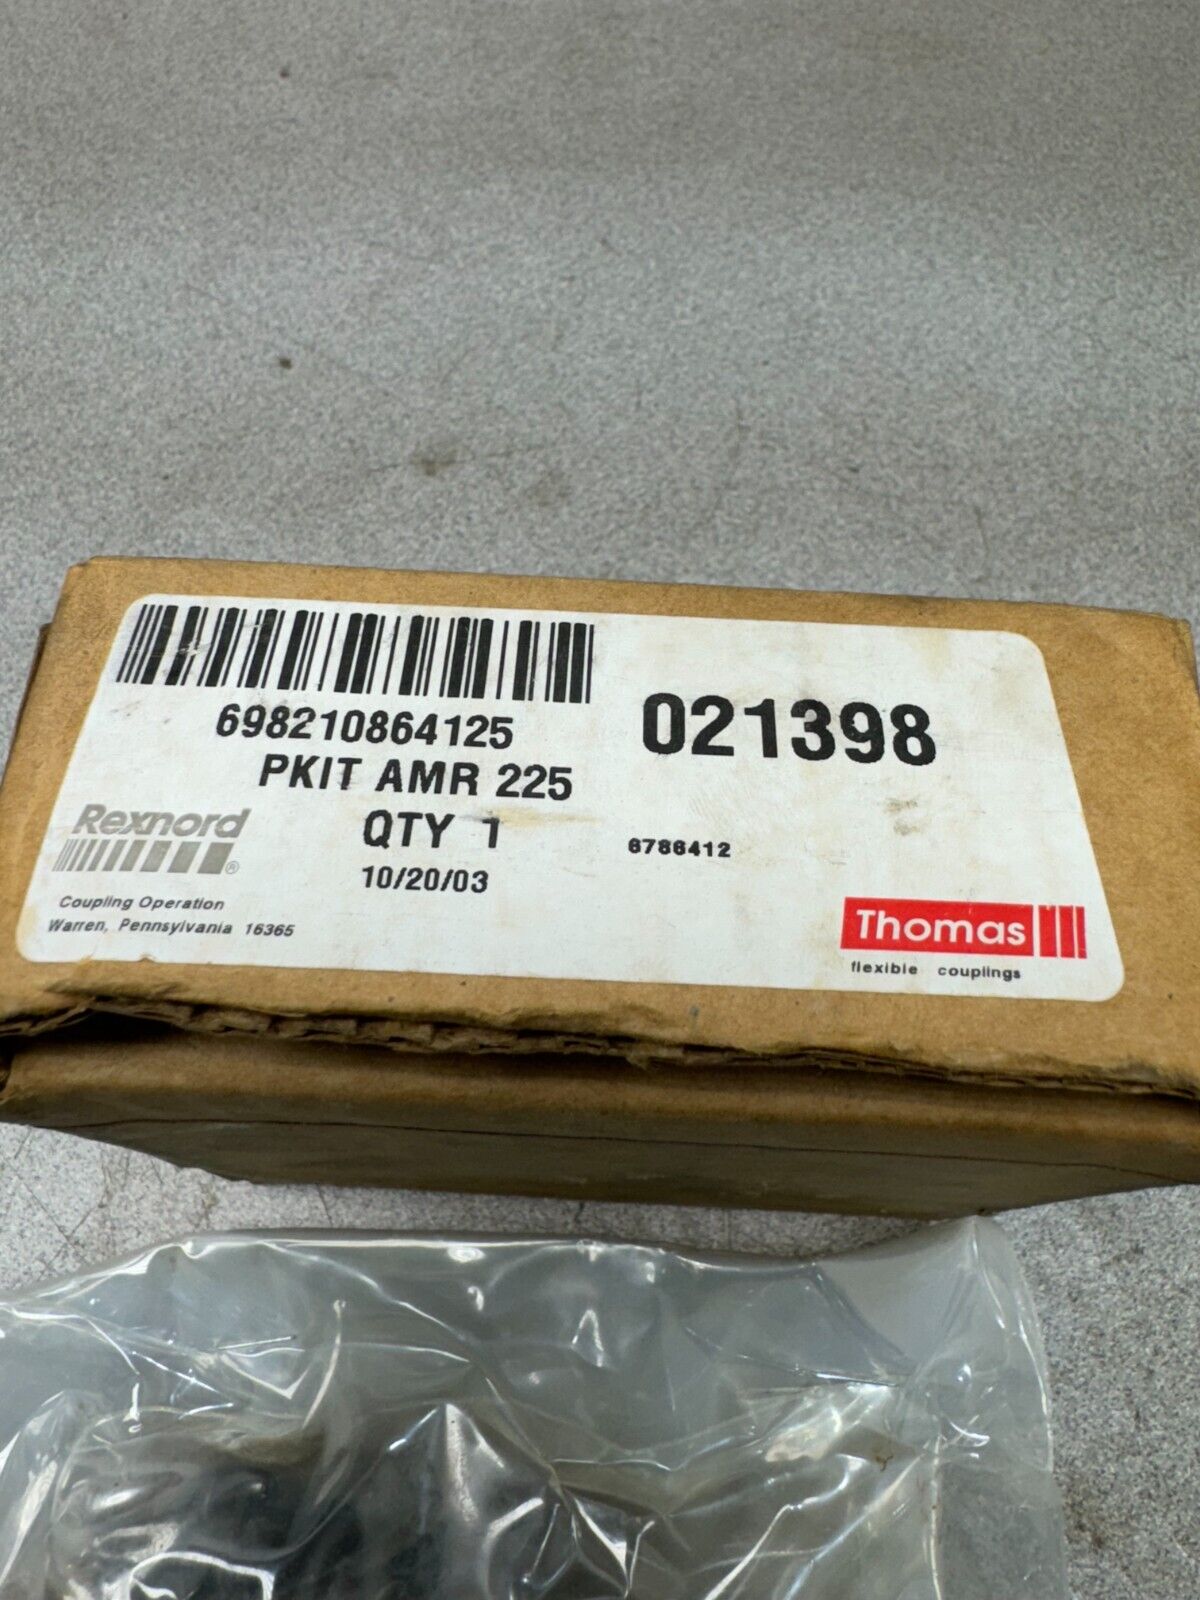 698210864125
021398
PKIT AMR 225
Rexnord
QTY 1
6786412
10/20/03
Coupling Operation
Warren, Pennsylvania 16365
Thomas
flexible couplings